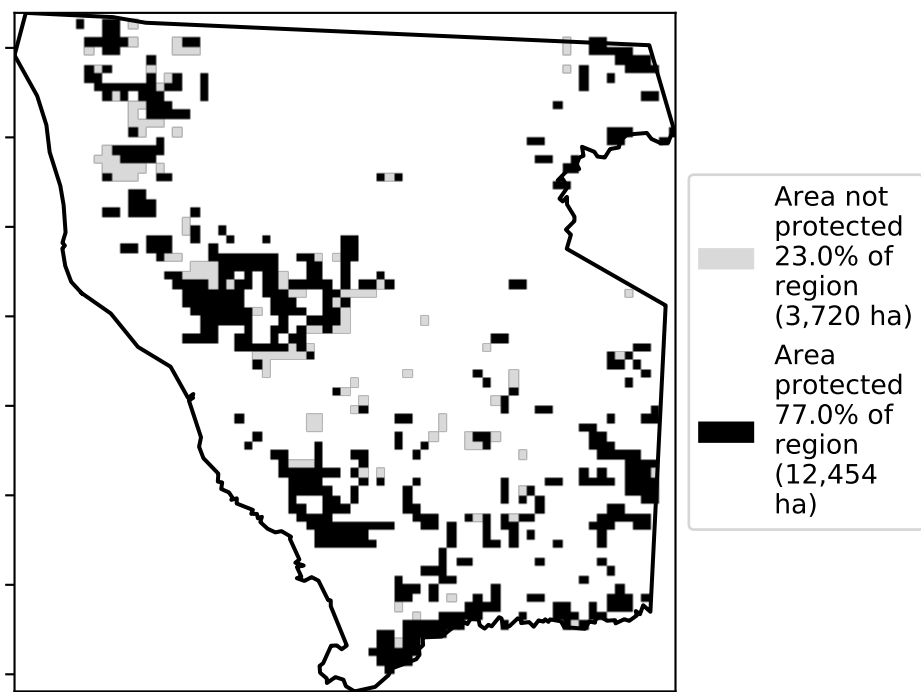 Area not
protected
23.0% of
region
(3,720 ha)
Area
protected
77.0% of
region
(12,454
ha)